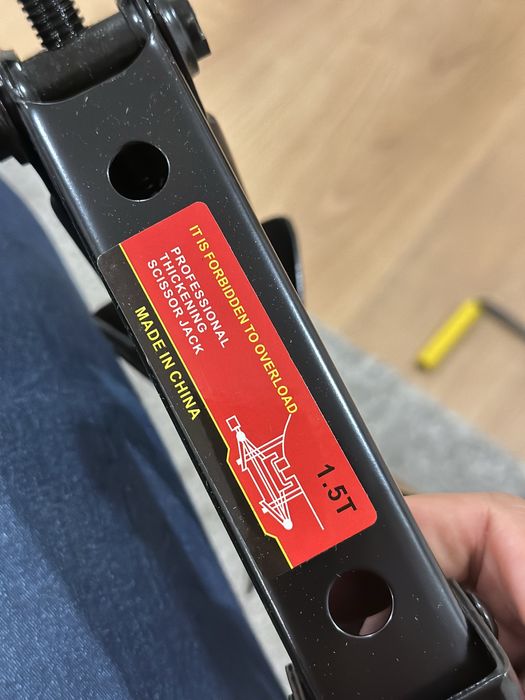 IT IS FORBIDDEN TO OVERLOAD
PROFESSIONAL
THICKENING
SCISSOR JACK
MADE IN CHINA
1.5T